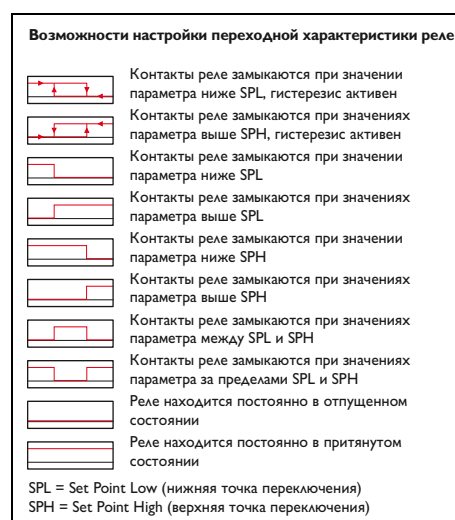 Возможности настройки переходной характеристики реле
Контакты реле замыкаются при значении
параметра ниже SPL, гистерезис активен
Контакты реле замыкаются при значениях
параметра выше SPH, гистерезис активен
Контакты реле замыкаются при значении
параметра ниже SPL
Контакты реле замыкаются при значениях
параметра выше SPL
Контакты реле замыкаются при значении
параметра ниже SPH
Контакты реле замыкаются при значениях
параметра выше SPH
Контакты реле замыкаются при значениях
параметра между SPL и SPH
Контакты реле замыкаются при значениях
параметра за пределами SPL и SPH
Реле находится постоянно в отпущенном
состоянии
Реле находится постоянно в притянутом
состоянии
SPL = Set Point Low (нижняя точка переключения)
SPH = Set Point High (верхняя точка переключения)